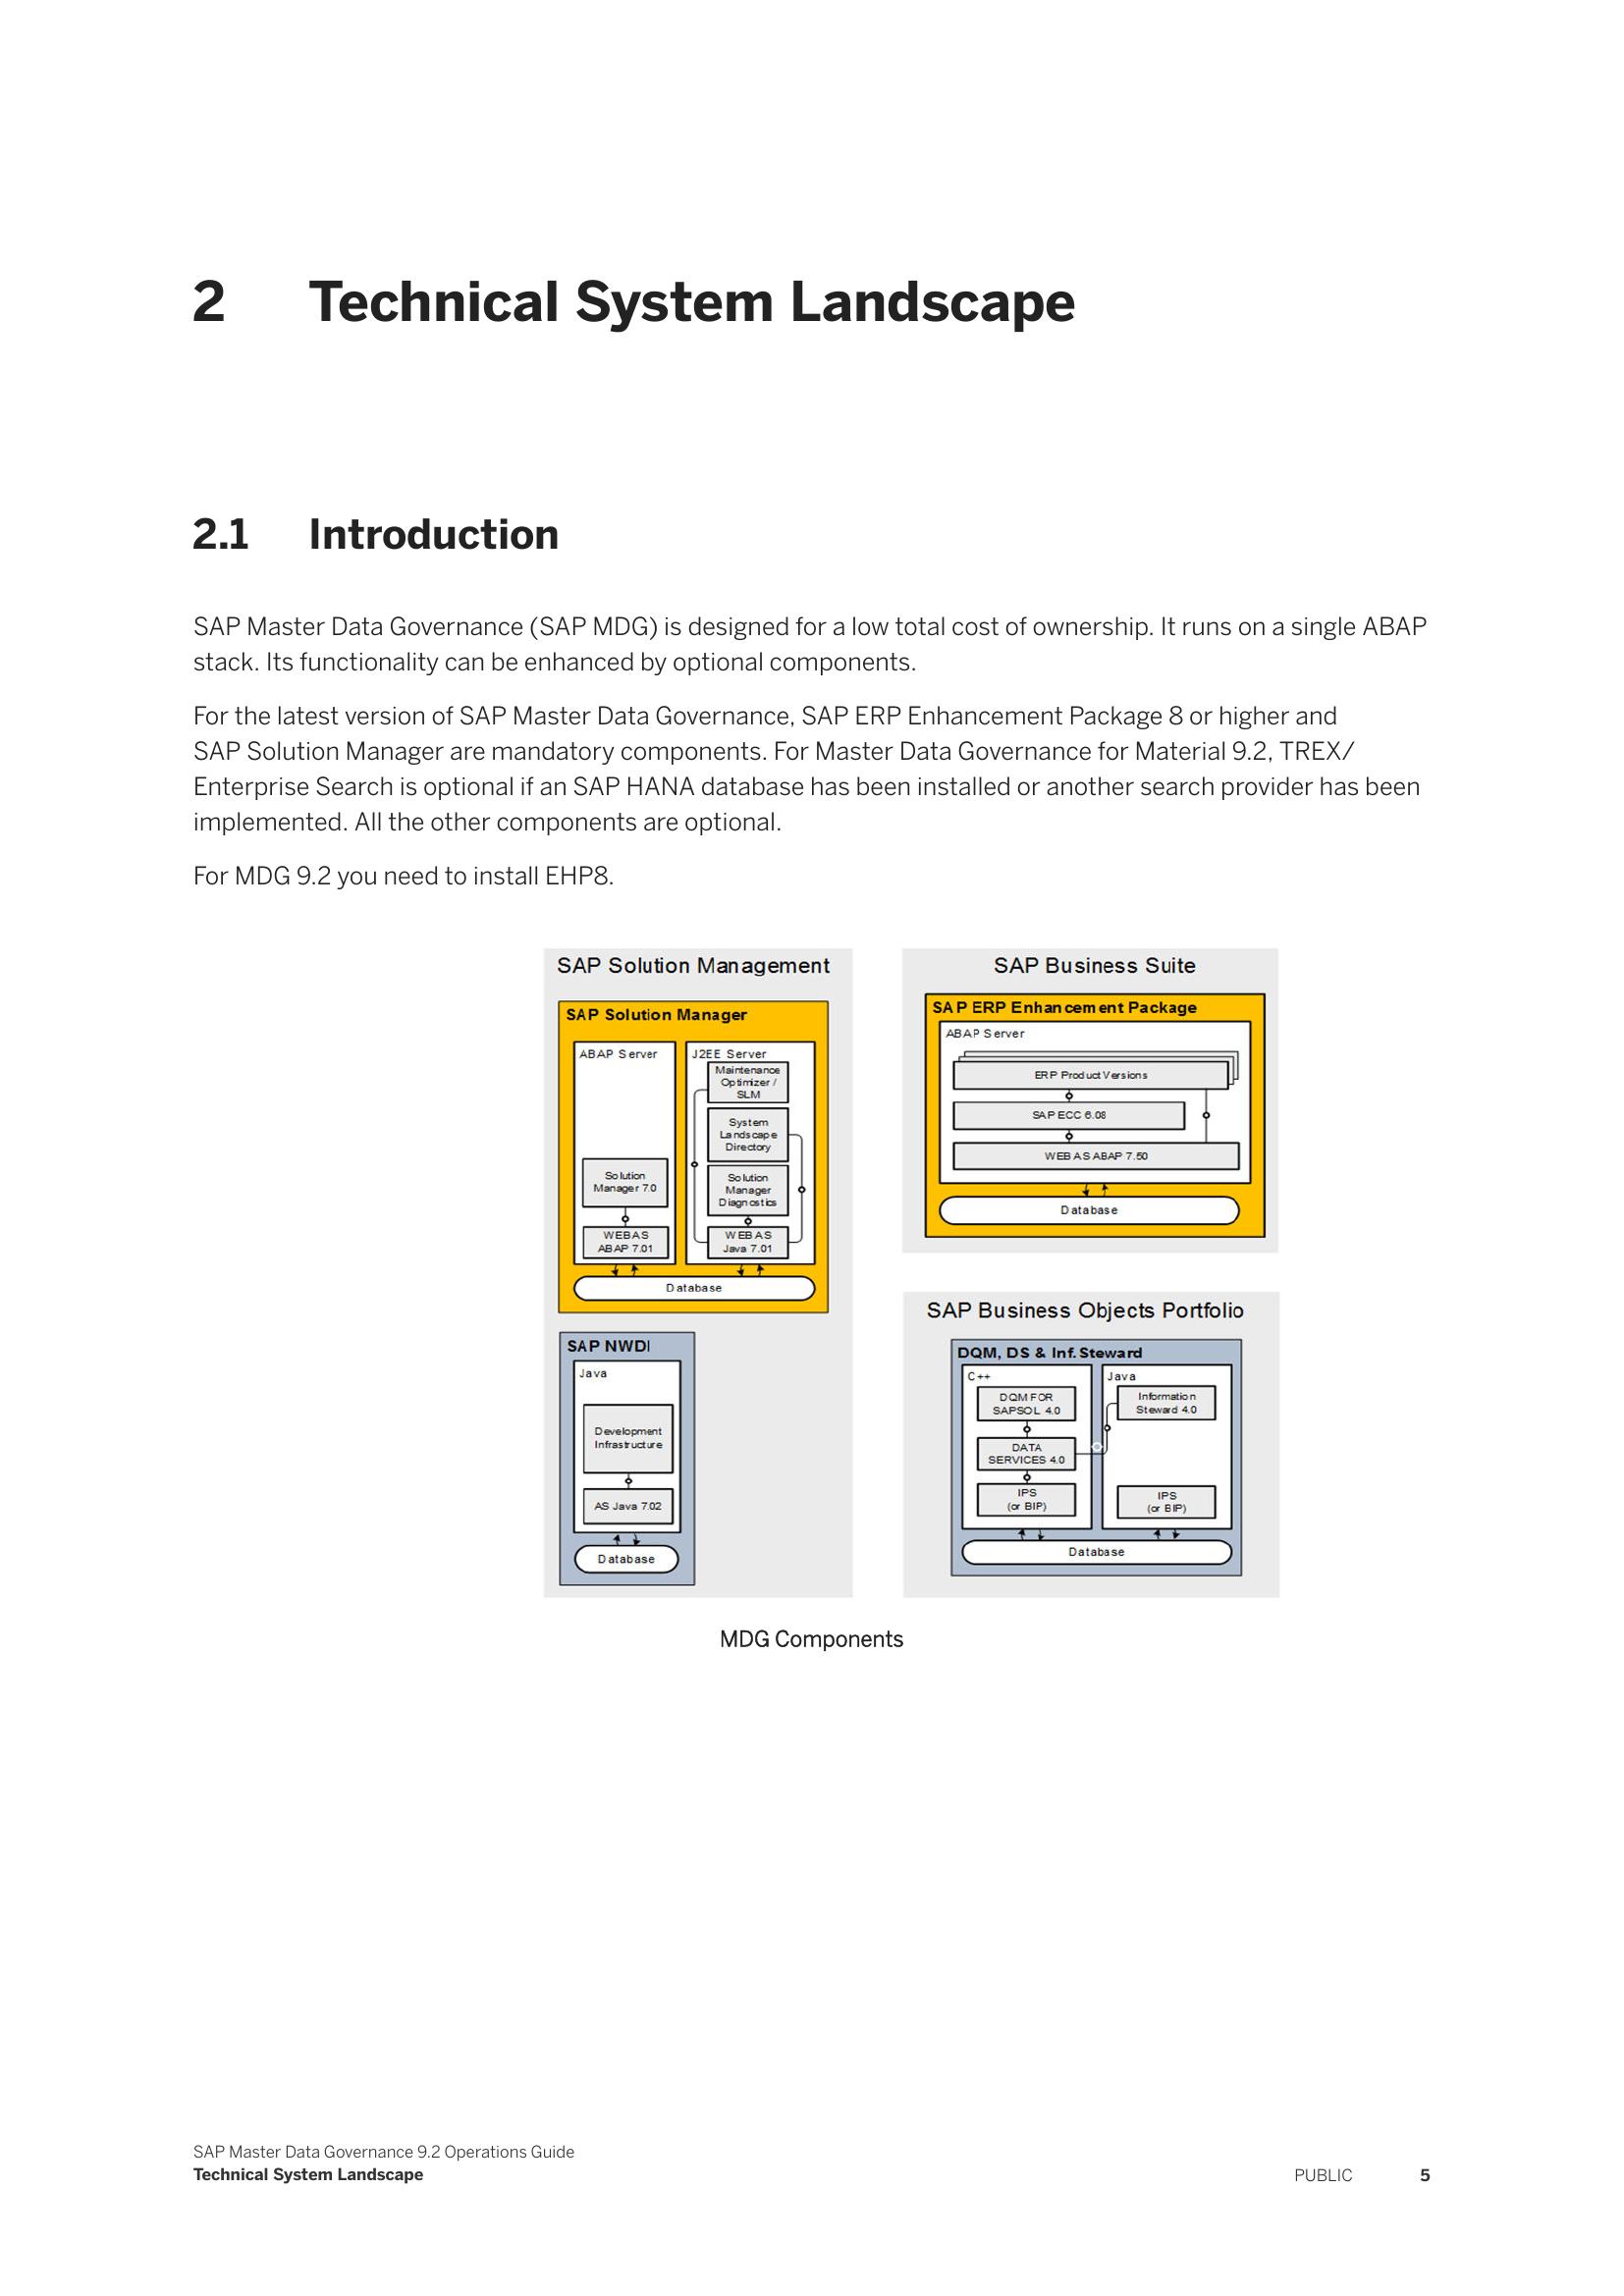 2 Technical System Landscape
2.1 Introduction
SAP Master Data Governance (SAP MDG) is designed for a low total cost of ownership. It runs on a single ABAP
stack. Its functionality can be enhanced by optional components.
For the latest version of SAP Master Data Governance, SAP ERP Enhancement Package 8 or higher and
SAP Solution Manager are mandatory components. For Master Data Governance for Material 9.2, TREX/
Enterprise Search is optional if an SAP HANA database has been installed or another search provider has been
implemented. All the other components are optional.
For MDG 9.2 you need to install EHP8.
SAP Solution Management
SAP Solution Manager
ABAP Server
Solution
Manager 7.0
WEBAS
ABAP 7.01
J2EE Server
Maintenance
Optimizer /
SLM
System
Landscape
Directory
Solution
Manager
Diagnostics
WEBAS
Java 7.01
Database
SAP NWDI
Java
Development
Infrastructure
AS Java 7.02
Database
SAP Business Suite
SAP ERP Enhancement Package
ABAP Server
ERP Product Versions
SAP ECC 6.08
WEBAS ABAP 7.50
Database
SAP Business Objects Portfolio
DQM, DS & Inf. Steward
C++
DQM FOR
SAPSOL 4.0
DATA
SERVICES 4.0
IPS
(or BIP)
Java
Information
Steward 4.0
IPS
(or BIP)
Database
MDG Components
SAP Master Data Governance 9.2 Operations Guide
Technical System Landscape
PUBLIC 5